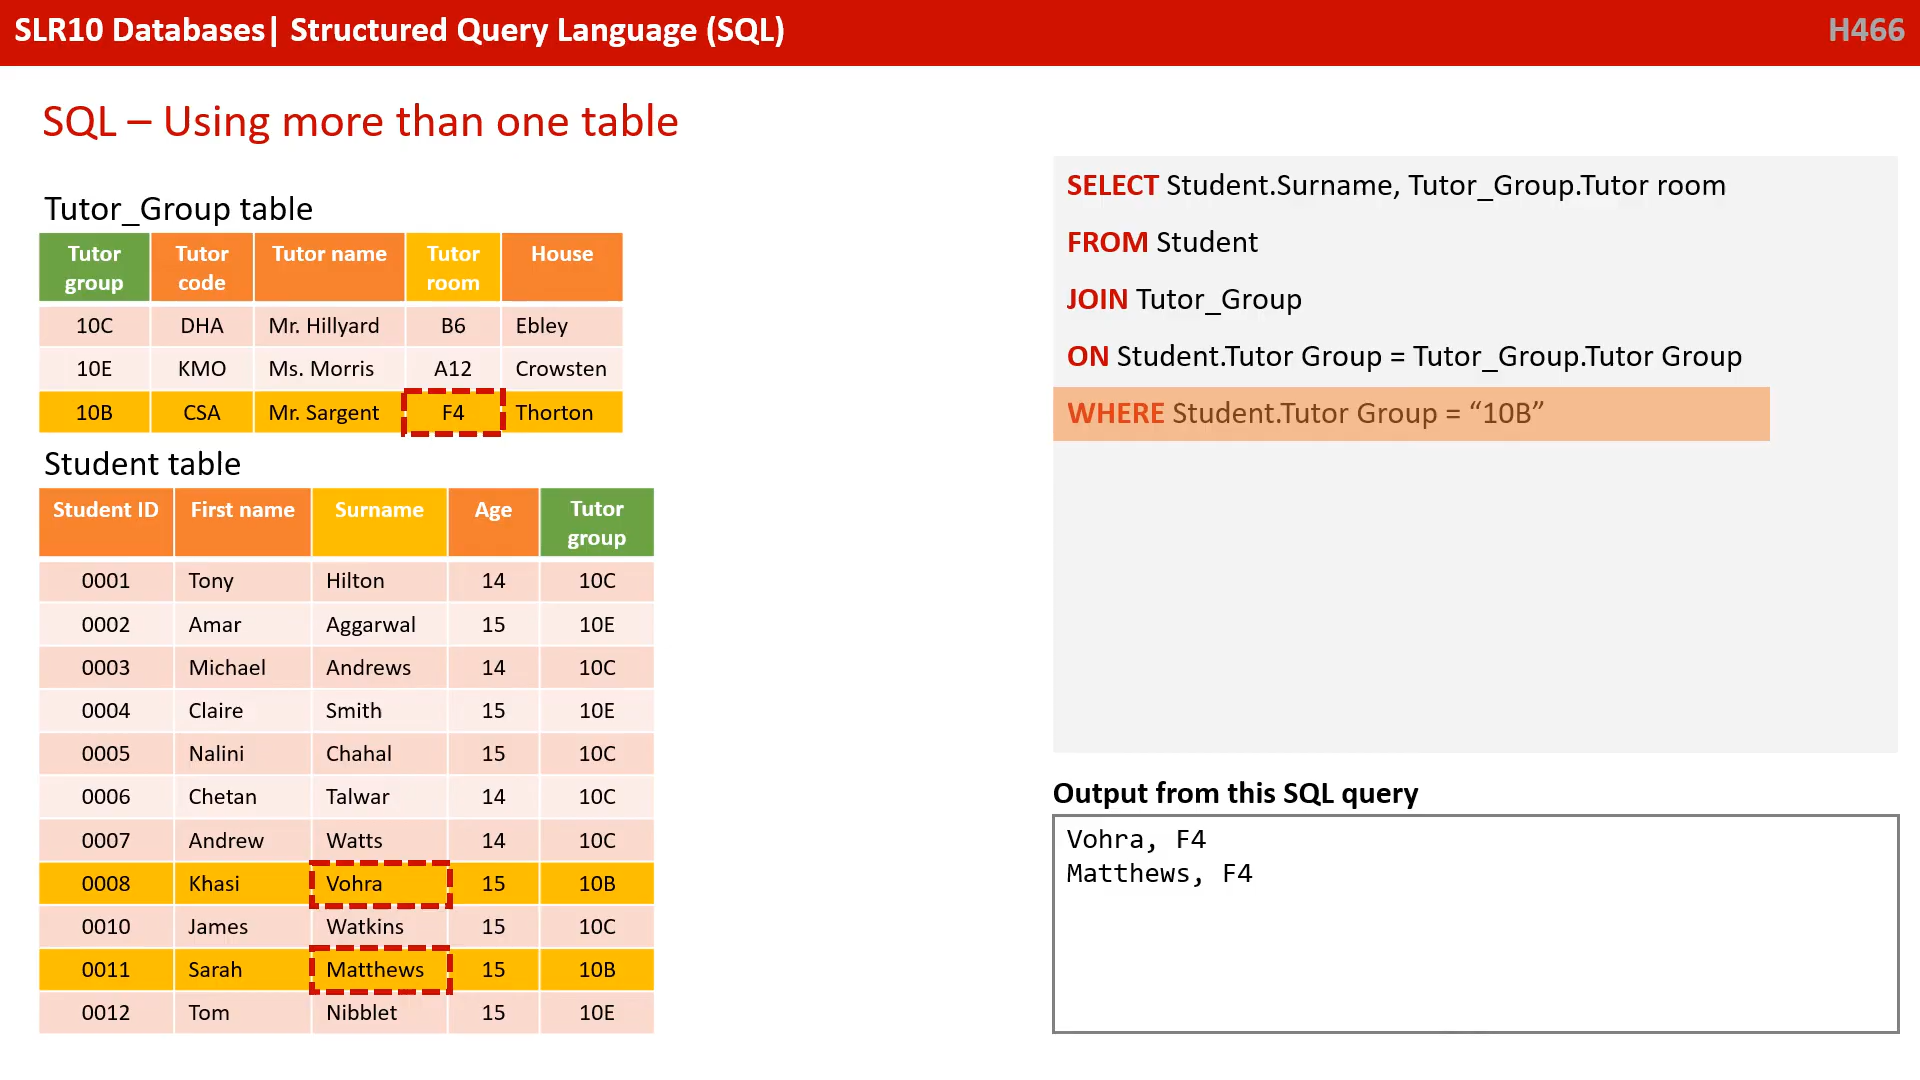 SLR10 Databases| Structured Query Language (SQL)
H466
SQL – Using more than one table
Tutor_Group table
Tutor group Tutor code Tutor name Tutor room House
10C DHA Mr. Hillyard B6 Ebley
10E KMO Ms. Morris A12 Crowsten
10B CSA Mr. Sargent F4 Thorton
Student table
Student ID First name Surname Age Tutor group
0001 Tony Hilton 14 10C
0002 Amar Aggarwal 15 10E
0003 Michael Andrews 14 10C
0004 Claire Smith 15 10E
0005 Nalini Chahal 15 10C
0006 Chetan Talwar 14 10C
0007 Andrew Watts 14 10C
0008 Khasi Vohra 15 10B
0010 James Watkins 15 10C
0011 Sarah Matthews 15 10B
0012 Tom Nibblet 15 10E
SELECT Student.Surname, Tutor_Group.Tutor room
FROM Student
JOIN Tutor_Group
ON Student.Tutor Group = Tutor_Group.Tutor Group
WHERE Student.Tutor Group = “10B”
Output from this SQL query
Vohra, F4
Matthews, F4